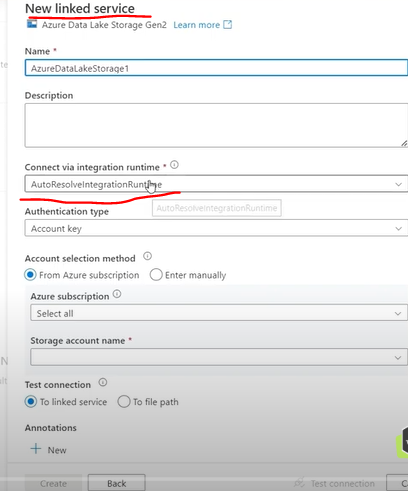 New linked service
Azure Data Lake Storage Gen2 Learn more
Name *
AzureDataLakeStorage1
Description
Connect via integration runtime *
AutoResolveIntegrationRuntime
AutoResolveIntegrationRuntime
Authentication type
Account key
Account selection method
From Azure subscription Enter manually
Azure subscription
Select all
Storage account name *
Test connection
To linked service To file path
Annotations
New
Create Back Test connection